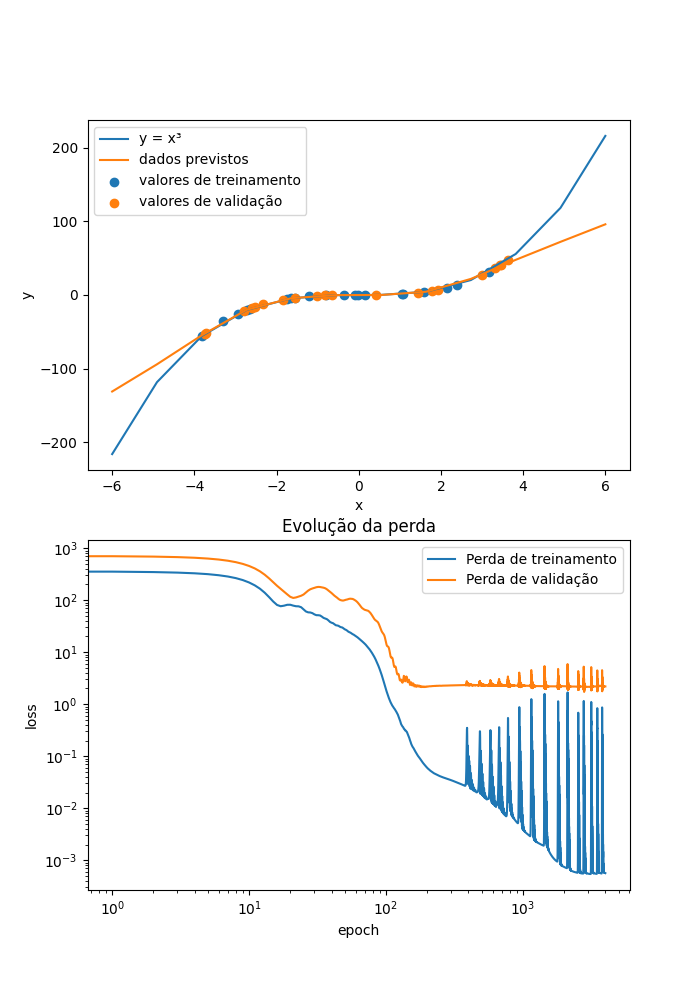 y = x³
dados previstos
valores de treinamento
valores de validação
200
100
0
−100
−200
y
−6
−4
−2
0
2
4
6
x
Evolução da perda
Perda de treinamento
Perda de validação
10³
10²
10¹
10⁰
10⁻¹
10⁻²
10⁻³
loss
10⁰
10¹
10²
10³
epoch